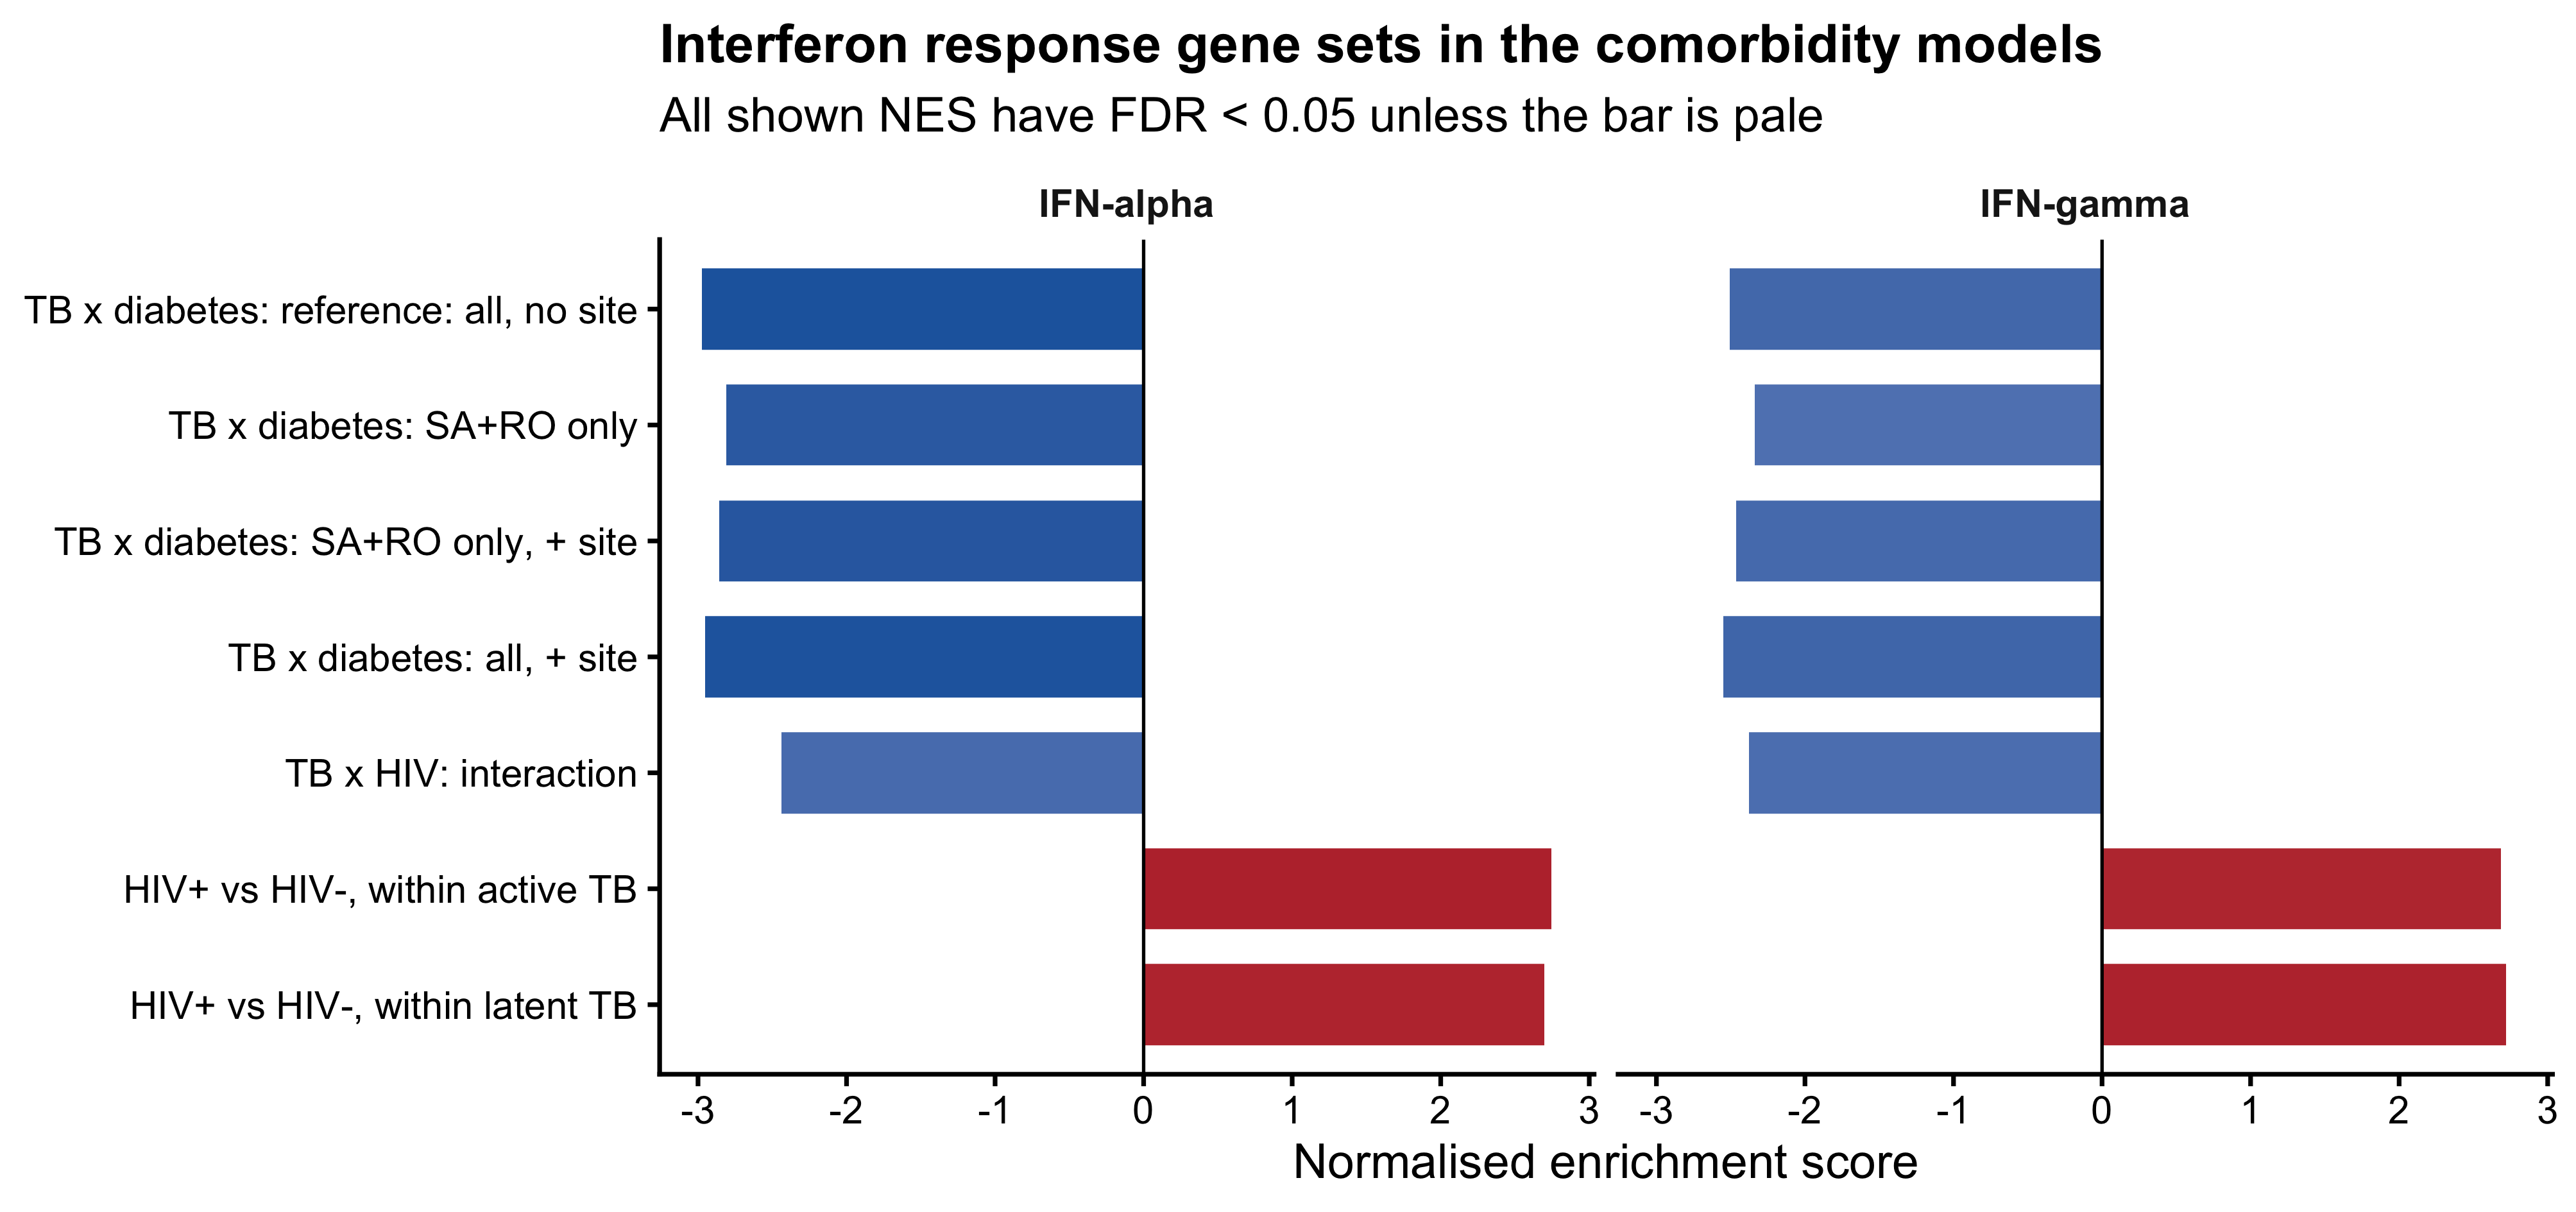 Interferon response gene sets in the comorbidity models
All shown NES have FDR < 0.05 unless the bar is pale
IFN-alpha
IFN-gamma
TB x diabetes: reference: all, no site
TB x diabetes: SA+RO only
TB x diabetes: SA+RO only, + site
TB x diabetes: all, + site
TB x HIV: interaction
HIV+ vs HIV-, within active TB
HIV+ vs HIV-, within latent TB
-3 -2 -1 0 1 2 3
-3 -2 -1 0 1 2 3
Normalised enrichment score